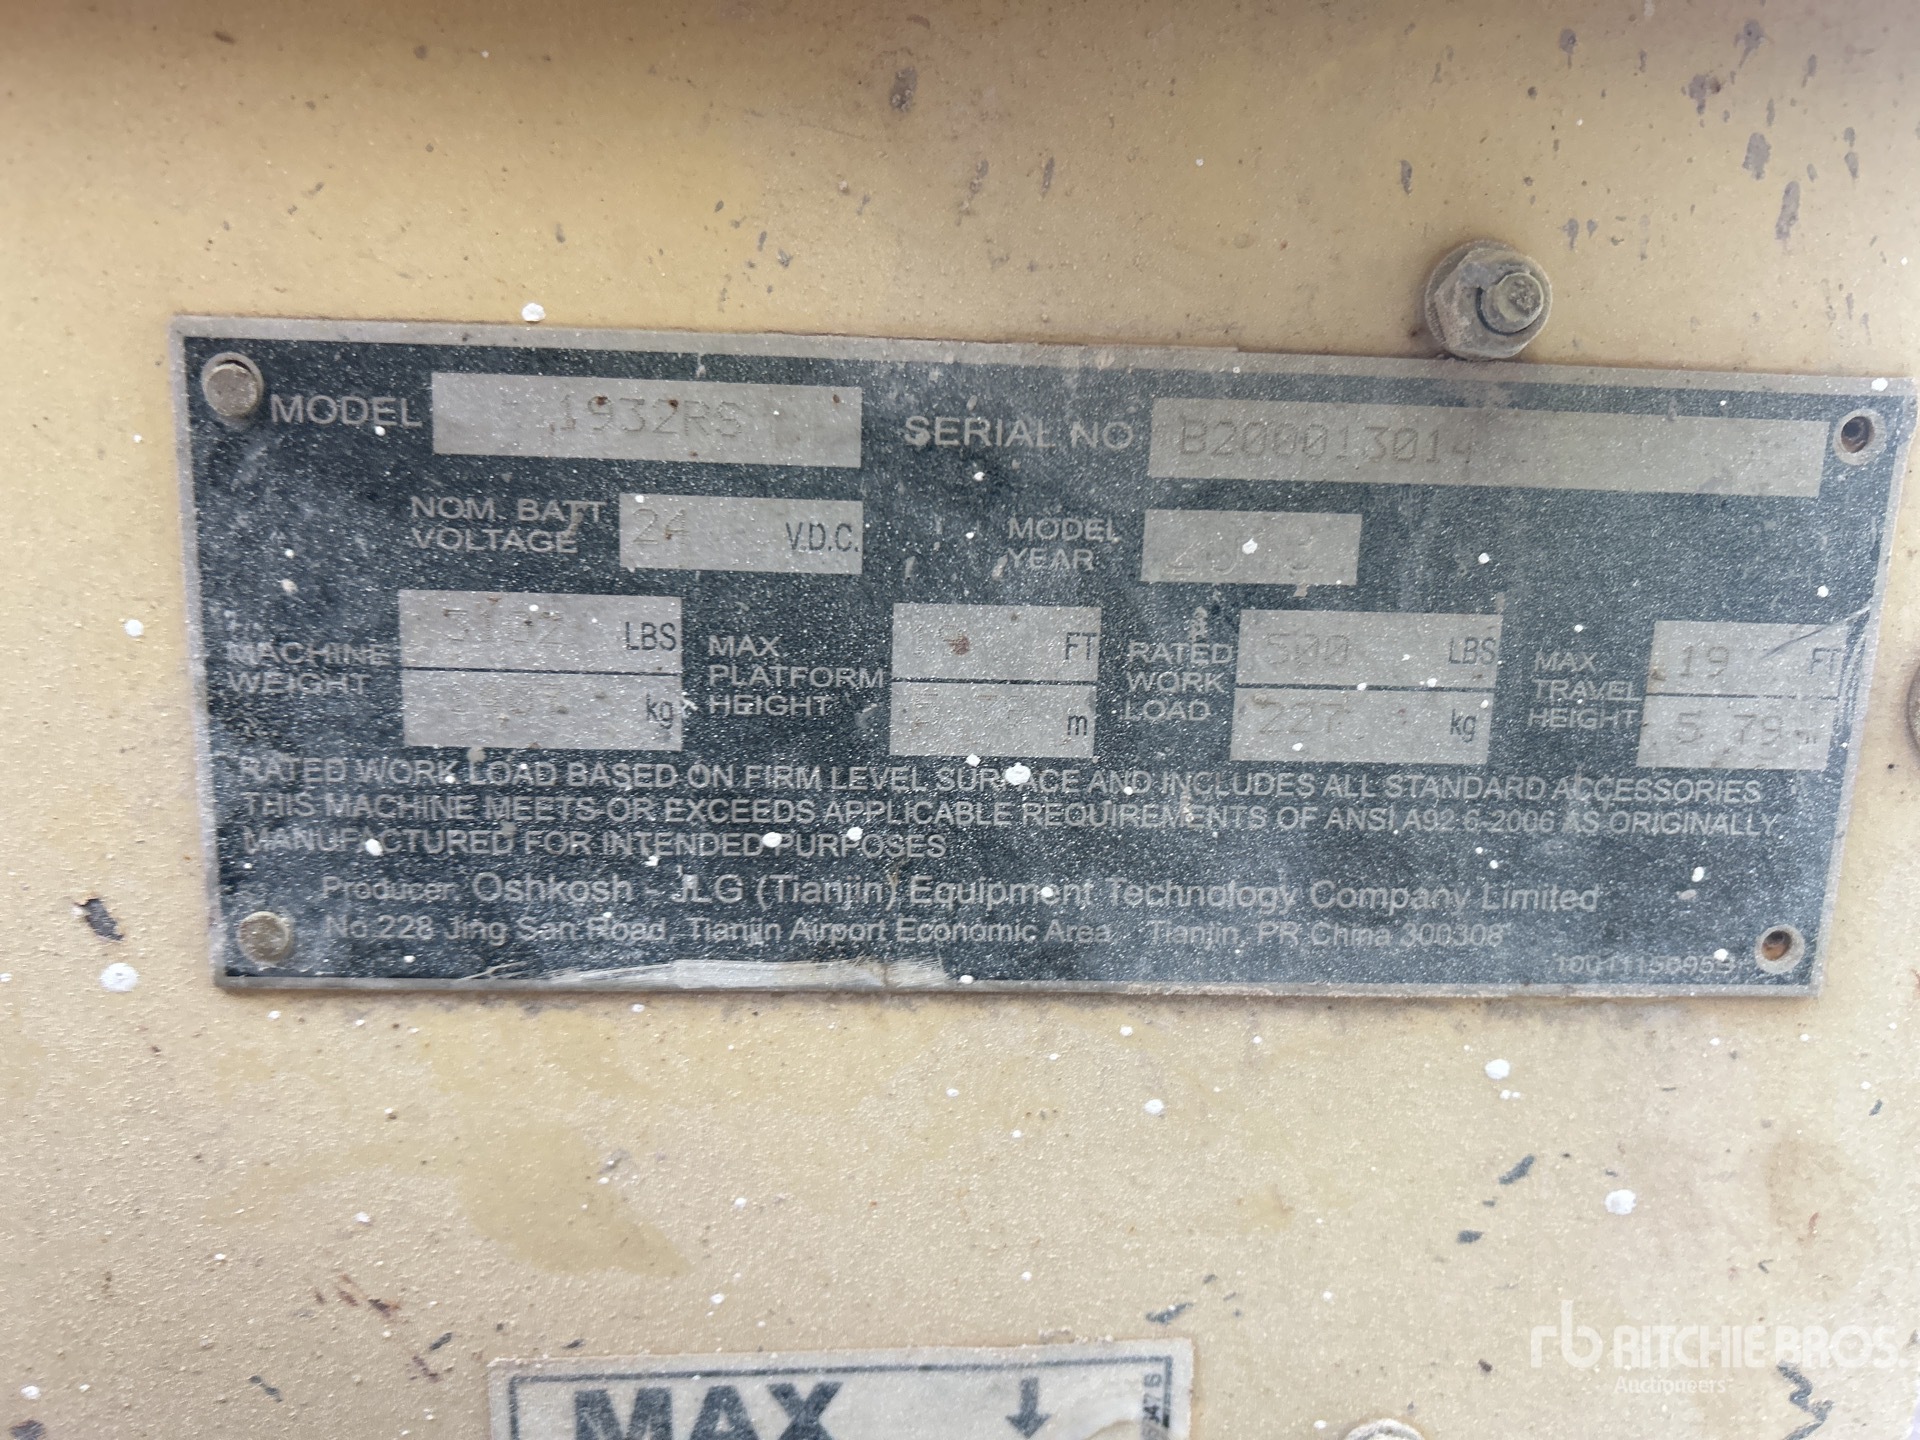 MODEL 1932RS
SERIAL NO B200013014
NOM. BATT VOLTAGE 24 V.D.C.
MODEL YEAR
MACHINE WEIGHT LBS
kg
MAX PLATFORM HEIGHT FT
m
RATED WORK LOAD 500 LBS
227 kg
MAX TRAVEL HEIGHT 19 FT
5.79 m
RATED WORK LOAD BASED ON FIRM LEVEL SURFACE AND INCLUDES ALL STANDARD ACCESSORIES
THIS MACHINE MEETS OR EXCEEDS APPLICABLE REQUIREMENTS OF ANSI A92.6-2006 AS ORIGINALLY
MANUFACTURED FOR INTENDED PURPOSES
Producer: Oshkosh - JLG (Tianjin) Equipment Technology Company Limited
No.228 Jing San Road, Tianjin Airport Economic Area Tianjin, PR China 300308
MAX
rb RITCHIE BROS.
Auctioneers